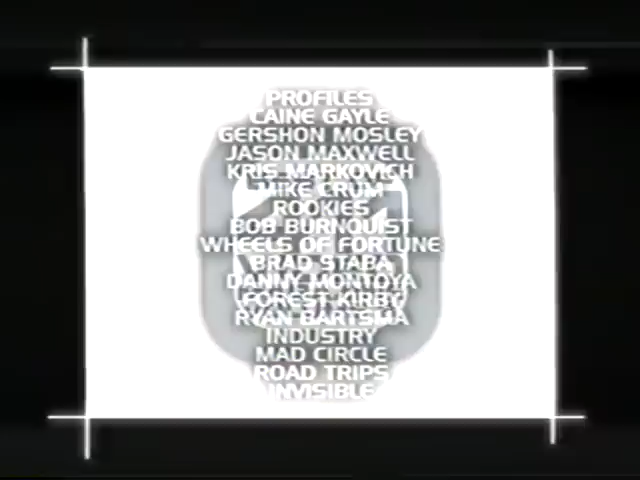 PROFILES
CAINE GAYLE
GERSHON MOSLEY
JASON MAXWELL
KRIS MARKOVICH
MIKE CRUM
ROOKIES
BOB BURNQUIST
WHEELS OF FORTUNE
BRAD STABA
DANNY MONTOYA
FOREST KIRBY
RYAN BARTSMA
INDUSTRY
MAD CIRCLE
ROAD TRIPS
INVISIBLE